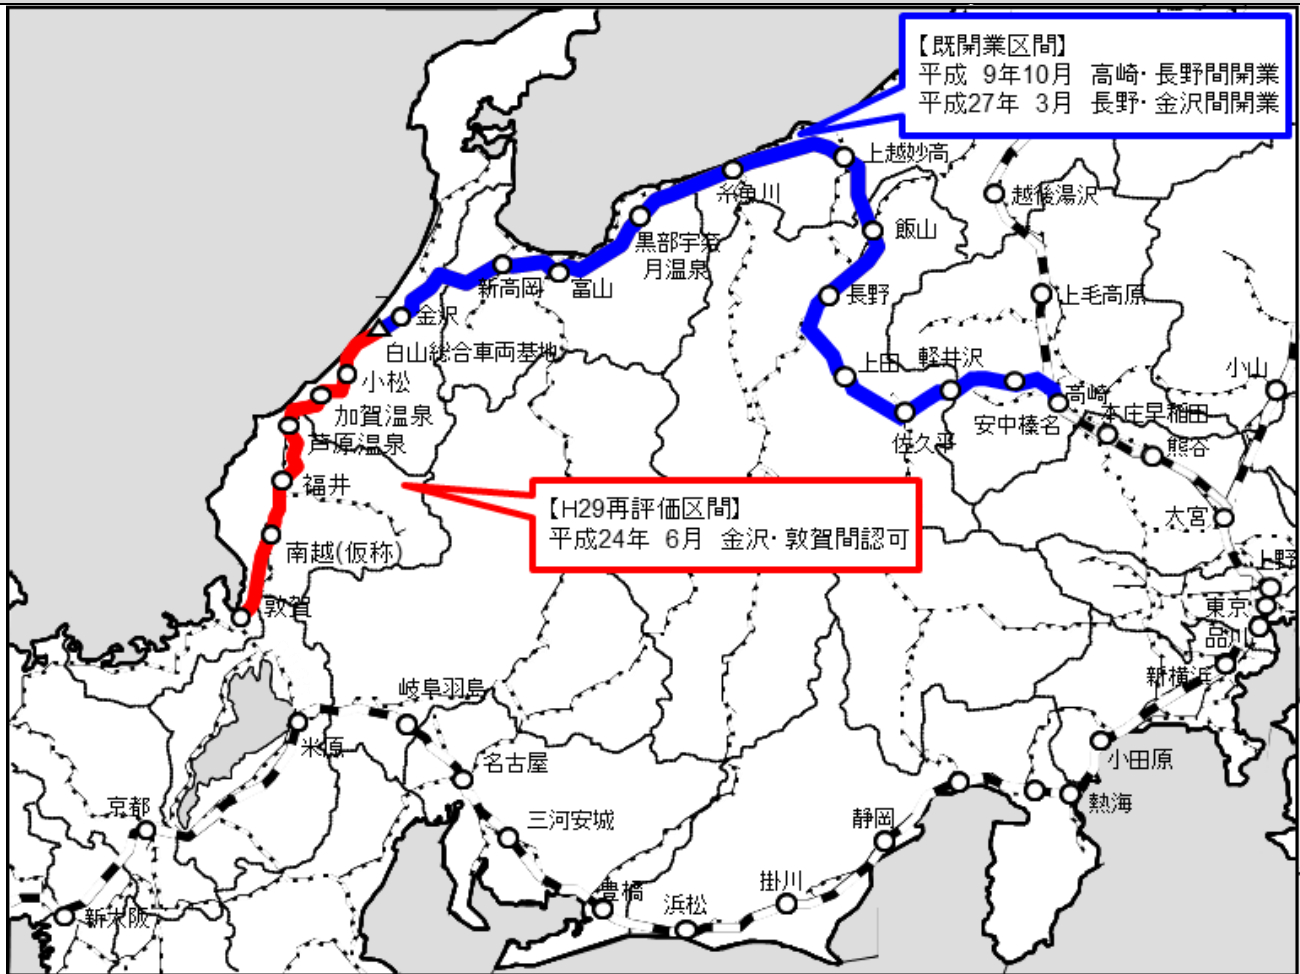 【既開業区間】
平成 9年10月 高崎・長野間開業
平成27年 3月 長野・金沢間開業
上越妙高
糸魚川
越後湯沢
飯山
黒部宇奈
月温泉
新高岡
富山
長野
上毛高原
金沢
白山総合車両基地
小松
上田
軽井沢
小山
高崎
加賀温泉
安中榛名
本庄早稲田
佐久平
芦原温泉
熊谷
福井
【H29再評価区間】
平成24年 6月 金沢・敦賀間認可
大宮
南越(仮称)
上野
敦賀
東京
品川
新横浜
岐阜羽島
米原
名古屋
小田原
京都
三河安城
静岡
熱海
掛川
豊橋
浜松
新大阪